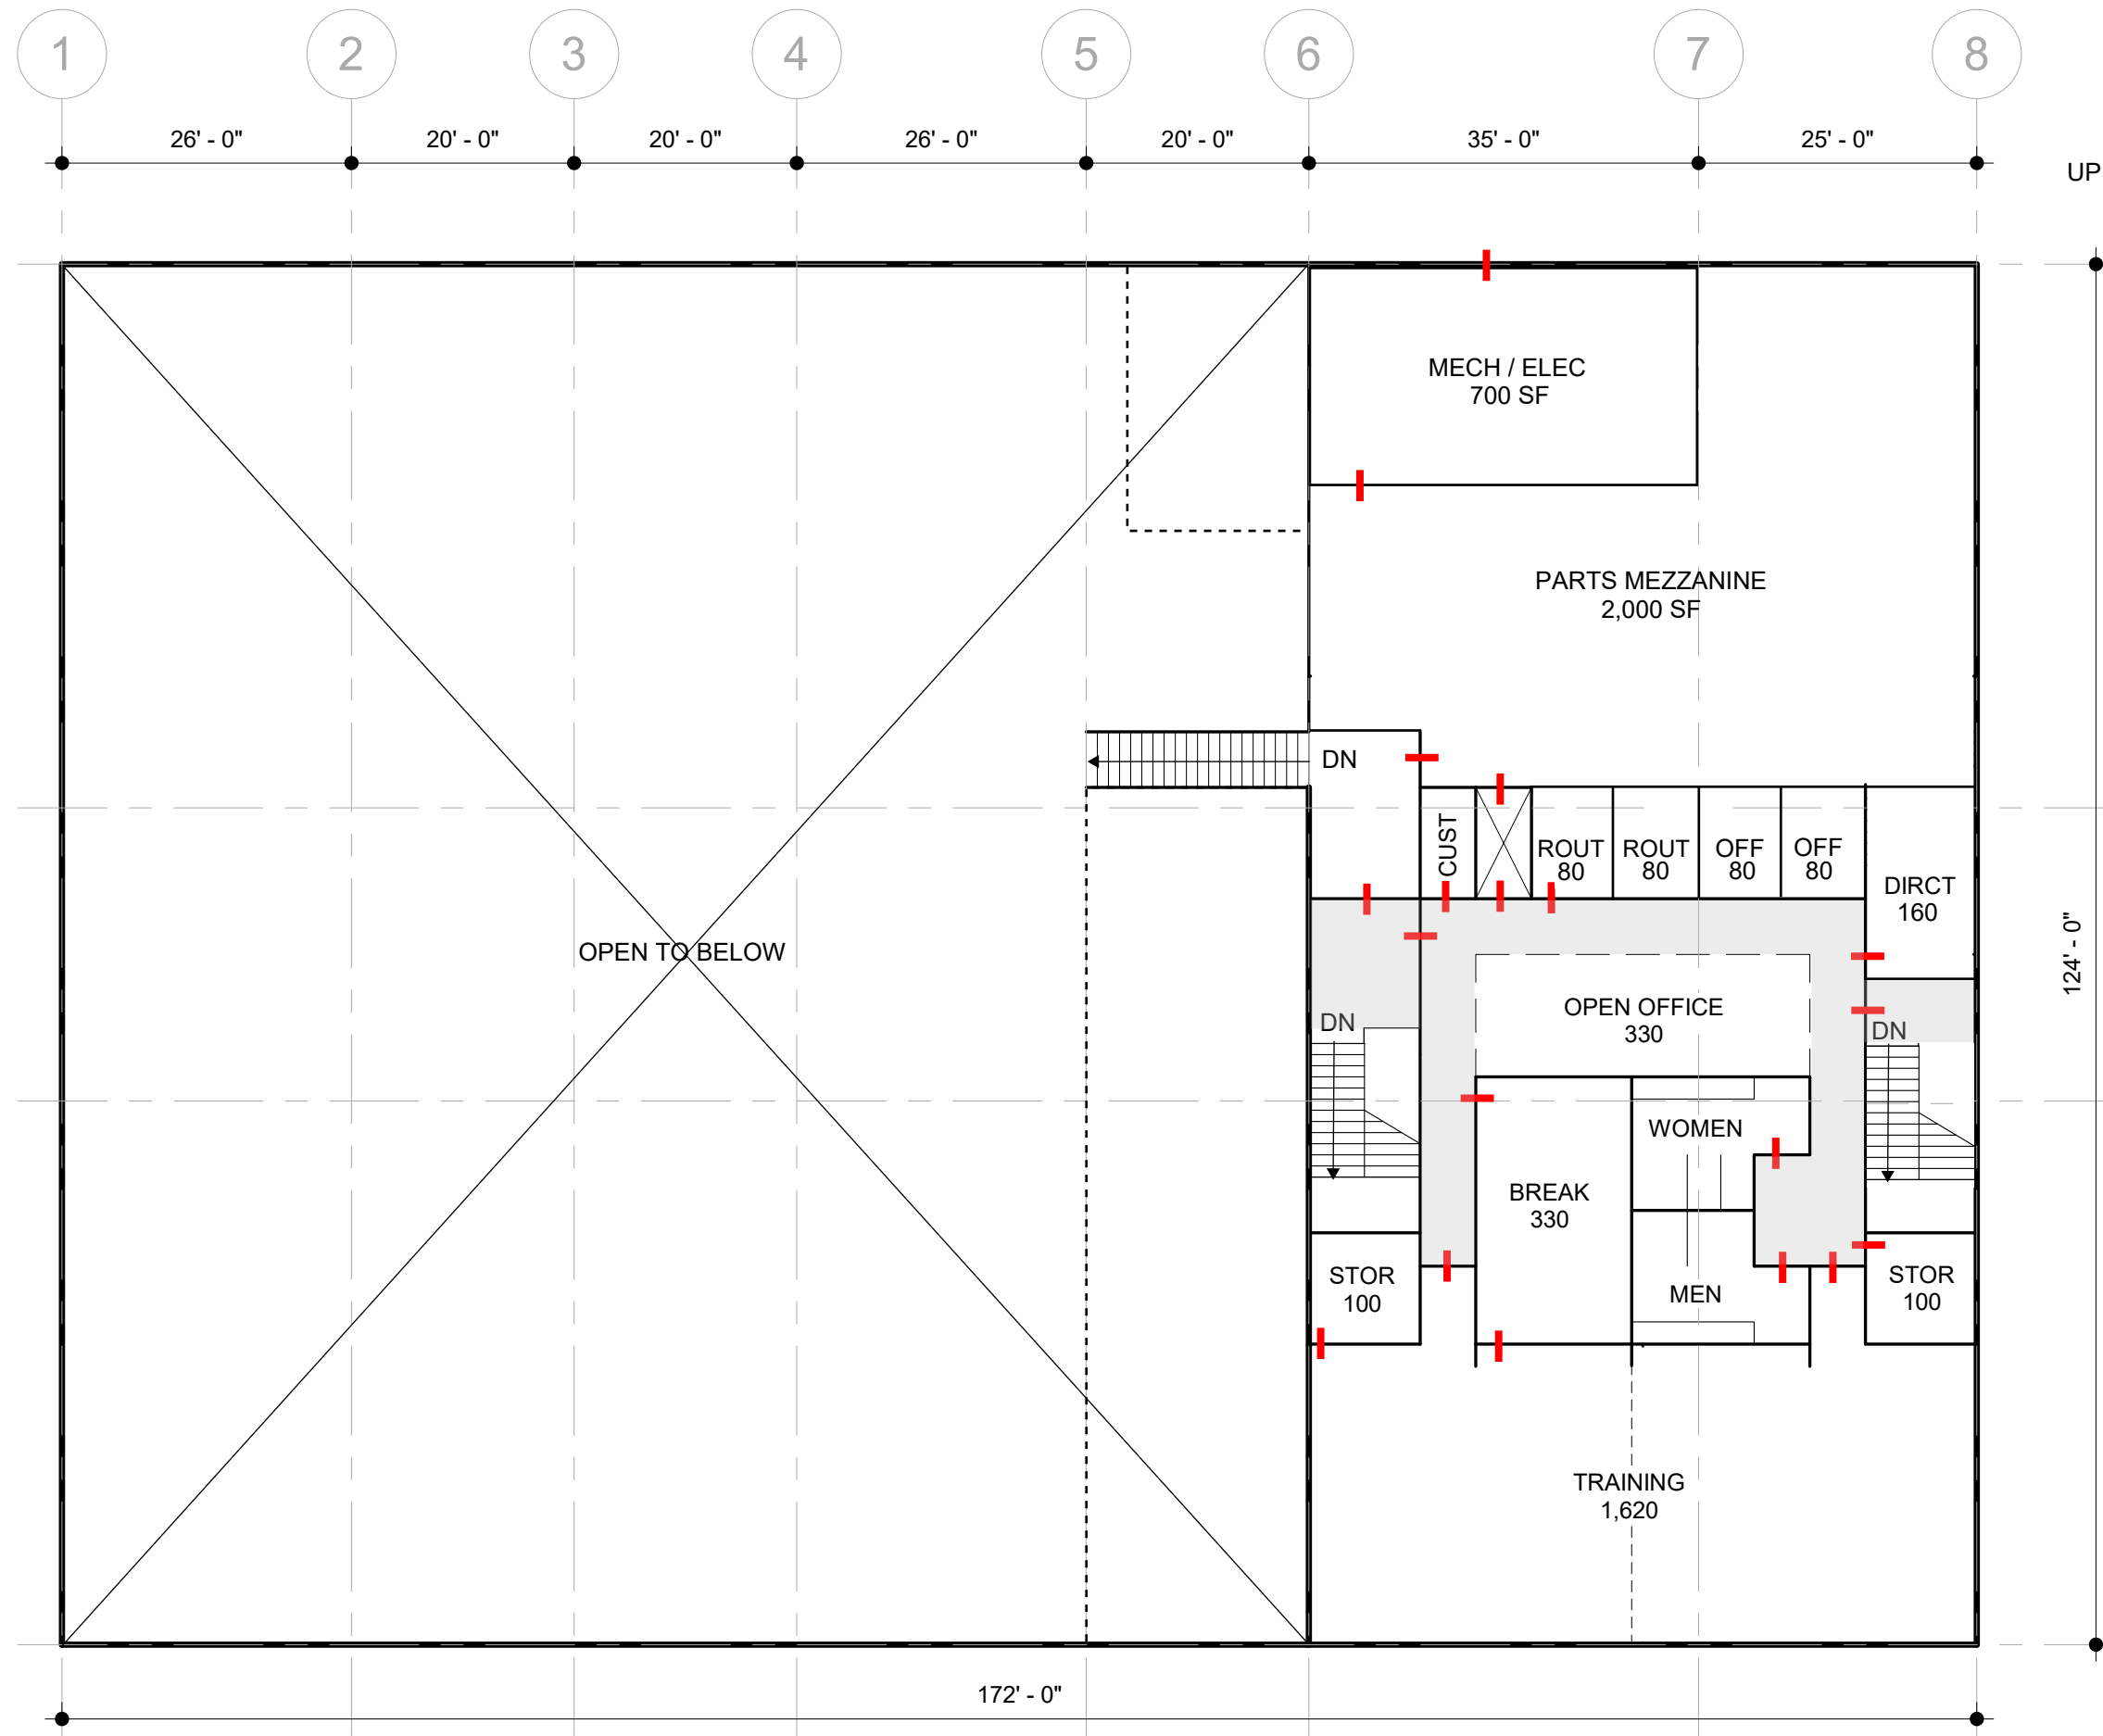 1 2 3 4 5 6 7 8
26' - 0" 20' - 0" 20' - 0" 26' - 0" 20' - 0" 35' - 0" 25' - 0"
UP
MECH / ELEC
700 SF
PARTS MEZZANINE
2,000 SF
DN
CUST
ROUT
80
ROUT
80
OFF
80
OFF
80
DIRCT
160
OPEN TO BELOW
124' - 0"
OPEN OFFICE
330
DN
DN
WOMEN
BREAK
330
STOR
100
MEN
STOR
100
TRAINING
1,620
172' - 0"